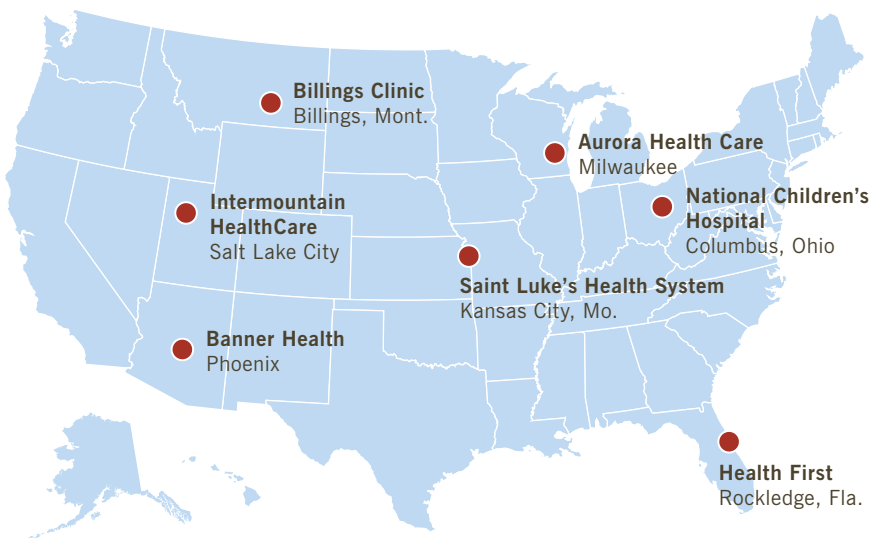 Billings Clinic
Billings, Mont.
Aurora Health Care
Milwaukee
Intermountain
HealthCare
Salt Lake City
National Children’s
Hospital
Columbus, Ohio
Saint Luke’s Health System
Kansas City, Mo.
Banner Health
Phoenix
Health First
Rockledge, Fla.